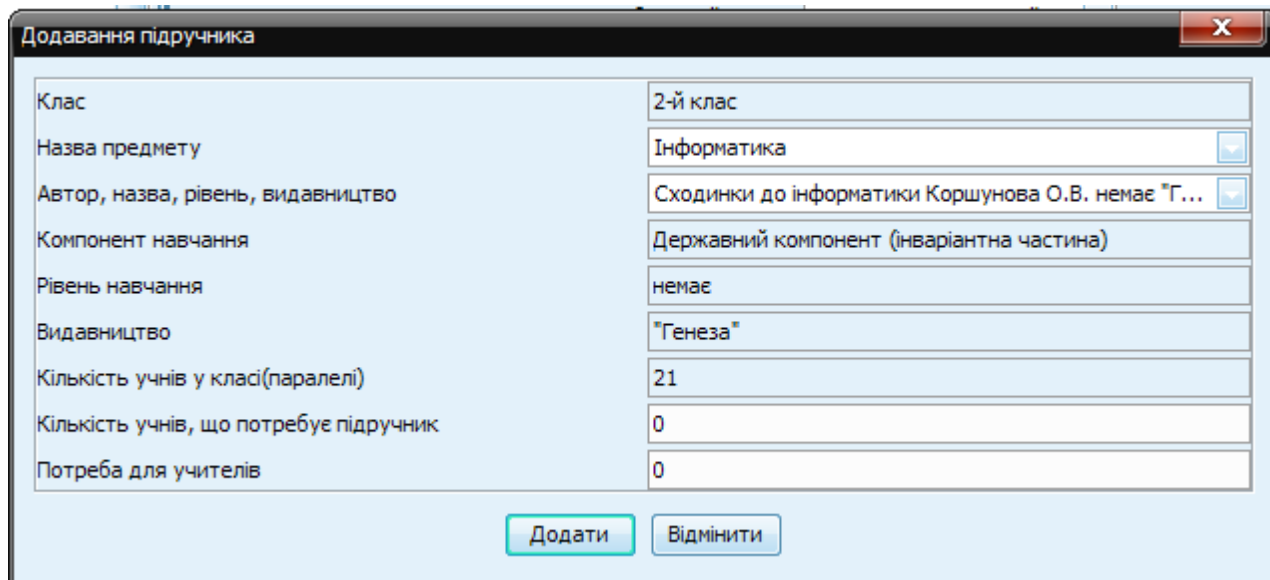 Додавання підручника
Клас 2-й клас
Назва предмету Інформатика
Автор, назва, рівень, видавництво Сходинки до інформатики Коршунова О.В. немає "Г...
Компонент навчання Державний компонент (інваріантна частина)
Рівень навчання немає
Видавництво "Генеза"
Кількість учнів у класі(паралелі) 21
Кількість учнів, що потребує підручник 0
Потреба для учителів 0
Додати Відмінити